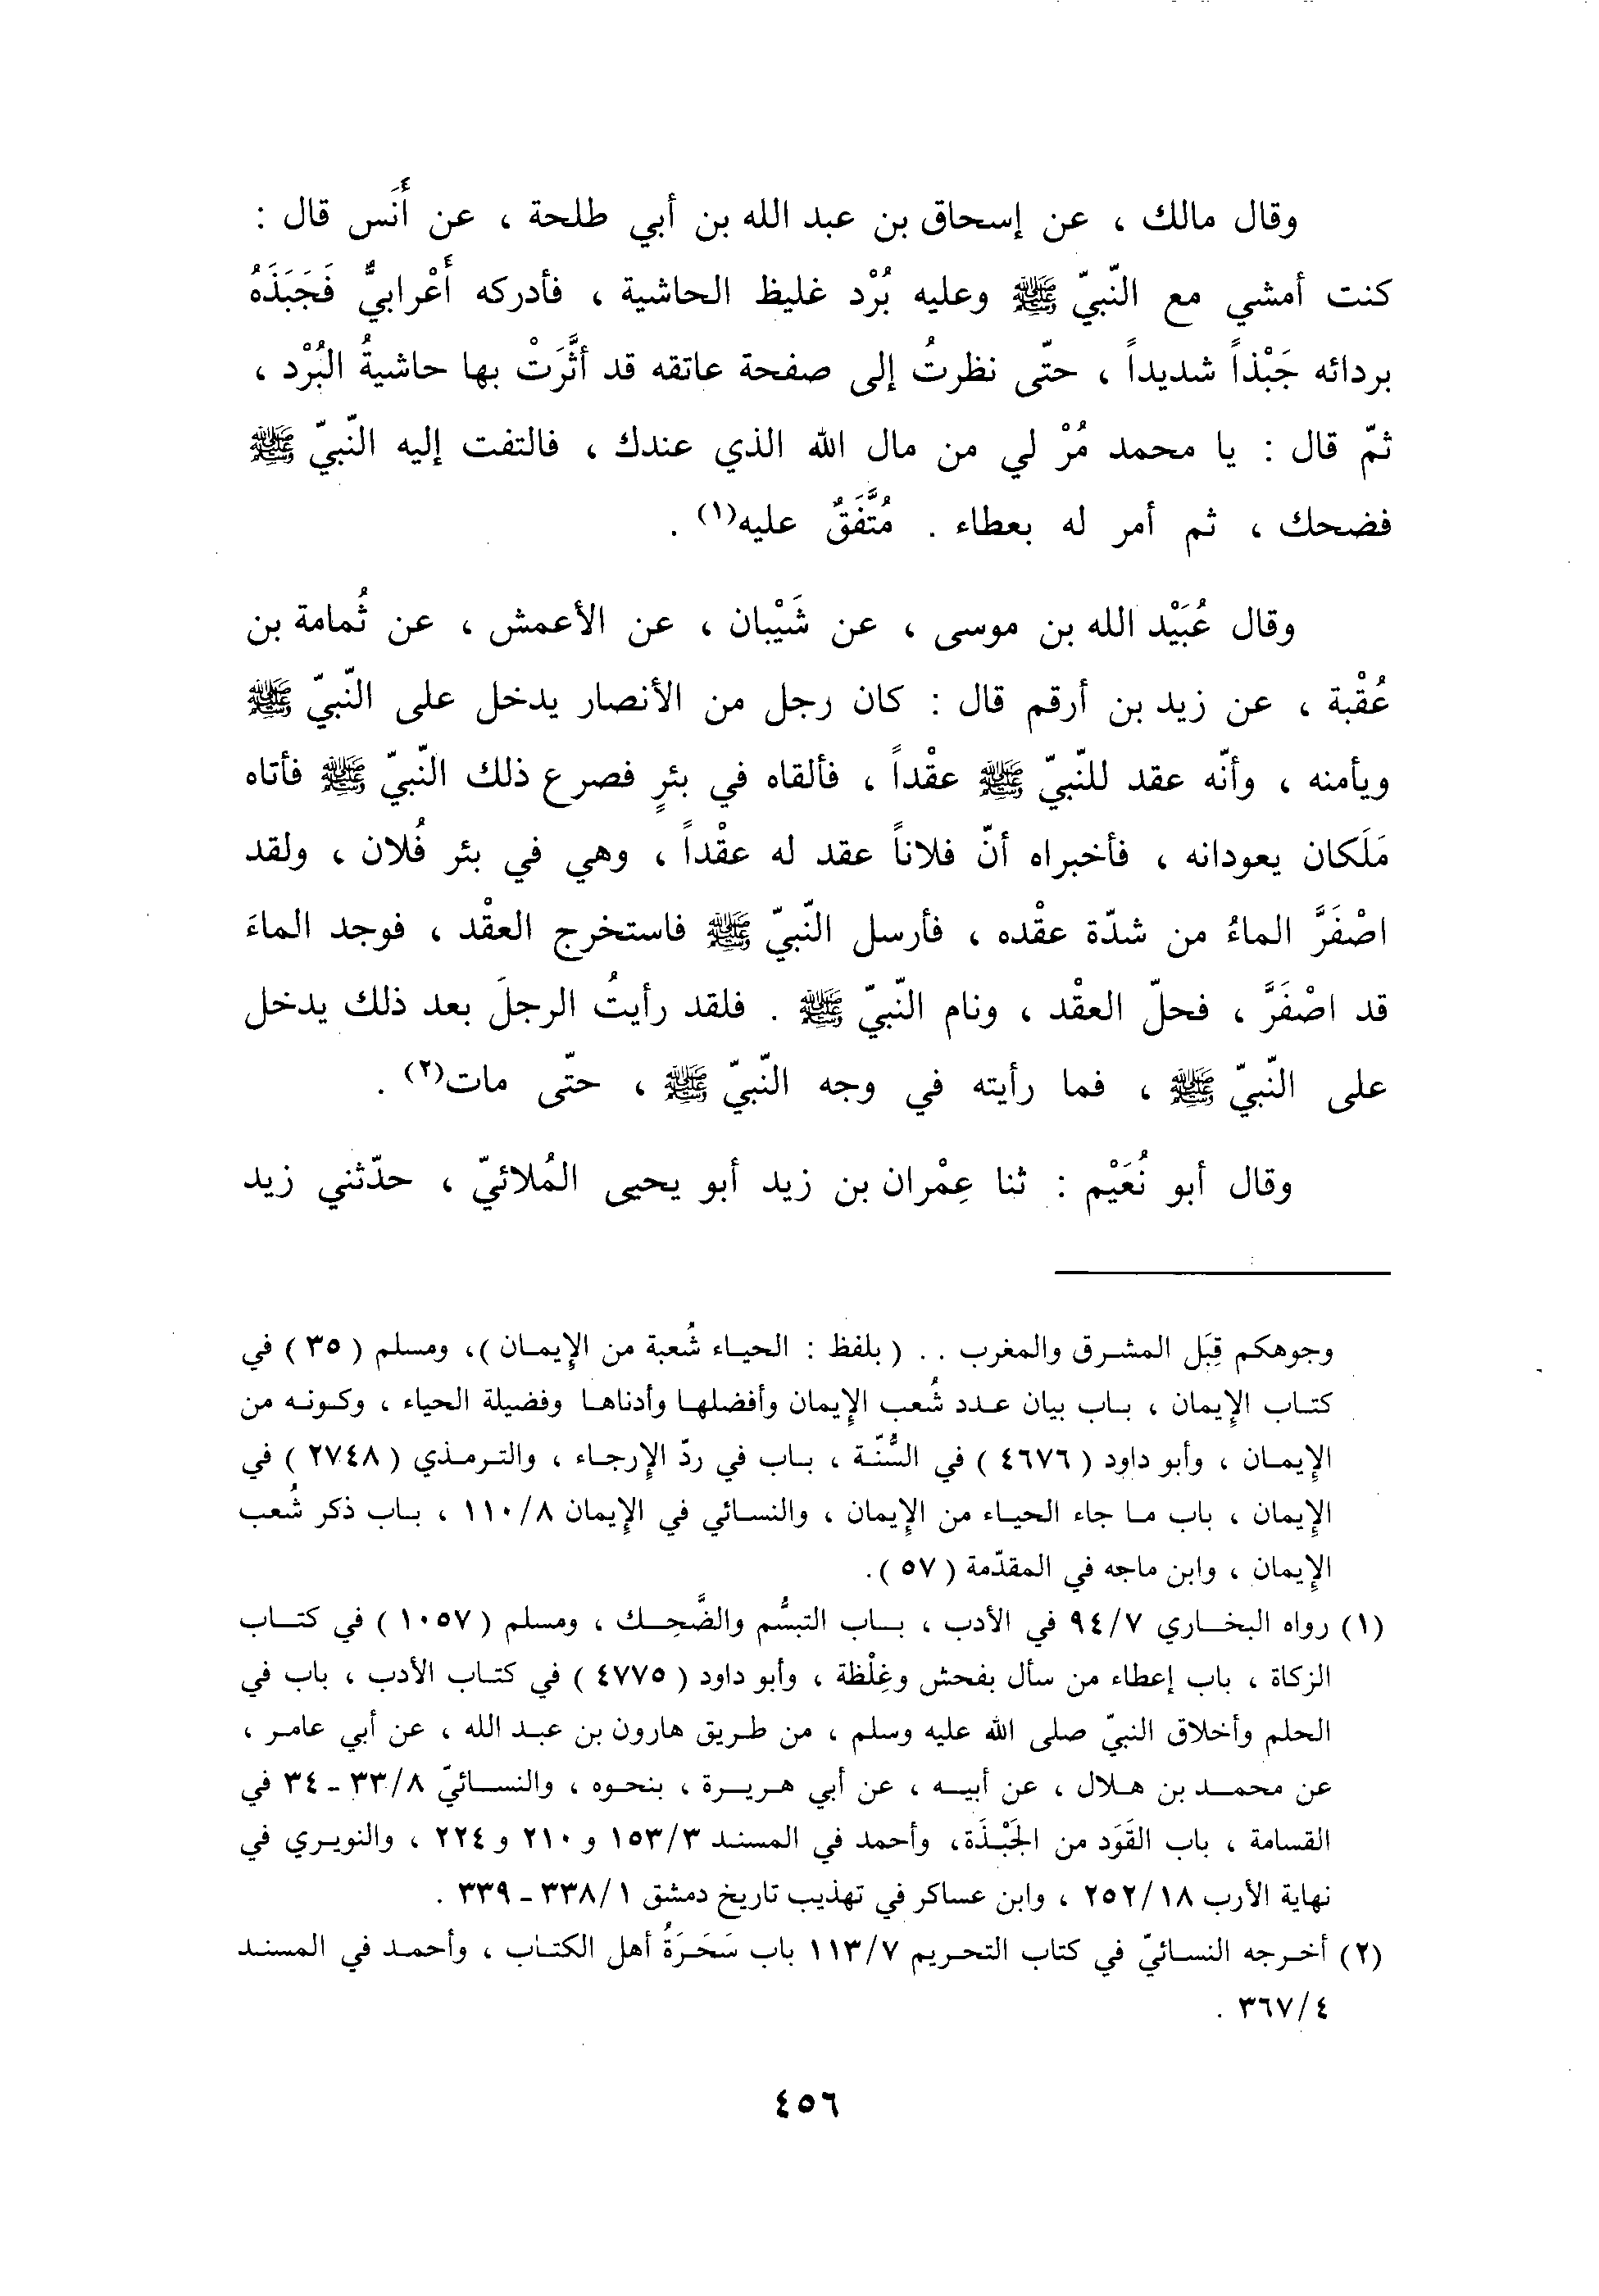 وقال مالك ، عن إسحاق بن عبد الله بن أبي طلحة ، عن أَنَس قال :
كنت أمشي مع النّبيّ ﷺ وعليه بُرْد غليظ الحاشية ، فأدركه أَعْرابيٌّ فَجَبَذَهُ
بردائه جَبْذاً شديداً ، حتّى نظرتُ إلى صفحة عاتقه قد أثَّرَتْ بها حاشيةُ البُرْد ،
ثمّ قال : يا محمد مُرْ لي من مال الله الذي عندك ، فالتفت إليه النّبيّ ﷺ
فضحك ، ثم أمر له بعطاء . مُتَّفَقٌ عليه(١) .
وقال عُبَيْد الله بن موسى ، عن شَيْبان ، عن الأعمش ، عن ثُمامة بن
عُقْبة ، عن زيد بن أرقم قال : كان رجل من الأنصار يدخل على النّبيّ ﷺ
ويأمنه ، وأنّه عقد للنّبيّ ﷺ عقْداً ، فألقاه في بئرٍ فصرع ذلك النّبيّ ﷺ فأتاه
مَلَكان يعودانه ، فأخبراه أنّ فلاناً عقد له عقْداً ، وهي في بئر فُلان ، ولقد
اصْفَرَّ الماءُ من شدّة عقْده ، فأرسل النّبيّ ﷺ فاستخرج العقْد ، فوجد الماءَ
قد اصْفَرَّ ، فحلّ العقْد ، ونام النّبيّ ﷺ . فلقد رأيتُ الرجلَ بعد ذلك يدخل
على النّبيّ ﷺ ، فما رأيته في وجه النّبيّ ﷺ ، حتّى مات(٢) .
وقال أبو نُعَيْم : ثنا عِمْران بن زيد أبو يحيى المُلائيّ ، حدّثني زيد
وجوهكم قِبَل المشرق والمغرب . . ( بلفظ : الحياء شُعبة من الإيمان )، ومسلم ( ٣٥ ) في
كتاب الإيمان ، باب بيان عدد شُعب الإيمان وأفضلها وأدناها وفضيلة الحياء ، وكونه من
الإيمان ، وأبو داود ( ٤٦٧٦ ) في السُّنّة ، باب في ردّ الإرجاء ، والترمذي ( ٢٧٤٨ ) في
الإيمان ، باب ما جاء الحياء من الإيمان ، والنسائي في الإيمان ١١٠/٨ ، باب ذكر شُعب
الإيمان ، وابن ماجه في المقدّمة ( ٥٧ ).
(١) رواه البخاري ٩٤/٧ في الأدب ، باب التبسُّم والضَّحِك ، ومسلم ( ١٠٥٧ ) في كتاب
الزكاة ، باب إعطاء من سأل بفحش وغِلْظة ، وأبو داود ( ٤٧٧٥ ) في كتاب الأدب ، باب في
الحلم وأخلاق النبيّ صلى الله عليه وسلم ، من طريق هارون بن عبد الله ، عن أبي عامر ،
عن محمد بن هلال ، عن أبيه ، عن أبي هريرة ، بنحوه ، والنسائيّ ٣٣/٨ - ٣٤ في
القسامة ، باب القَوَد من الجَبْذَة، وأحمد في المسند ١٥٣/٣ و ٢١٠ و ٢٢٤ ، والنويري في
نهاية الأرب ٢٥٢/١٨ ، وابن عساكر في تهذيب تاريخ دمشق ٣٣٨/١ - ٣٣٩ .
(٢) أخرجه النسائيّ في كتاب التحريم ١١٣/٧ باب سَحَرَةُ أهل الكتاب ، وأحمد في المسند
٣٦٧/٤ .
٤٥٦